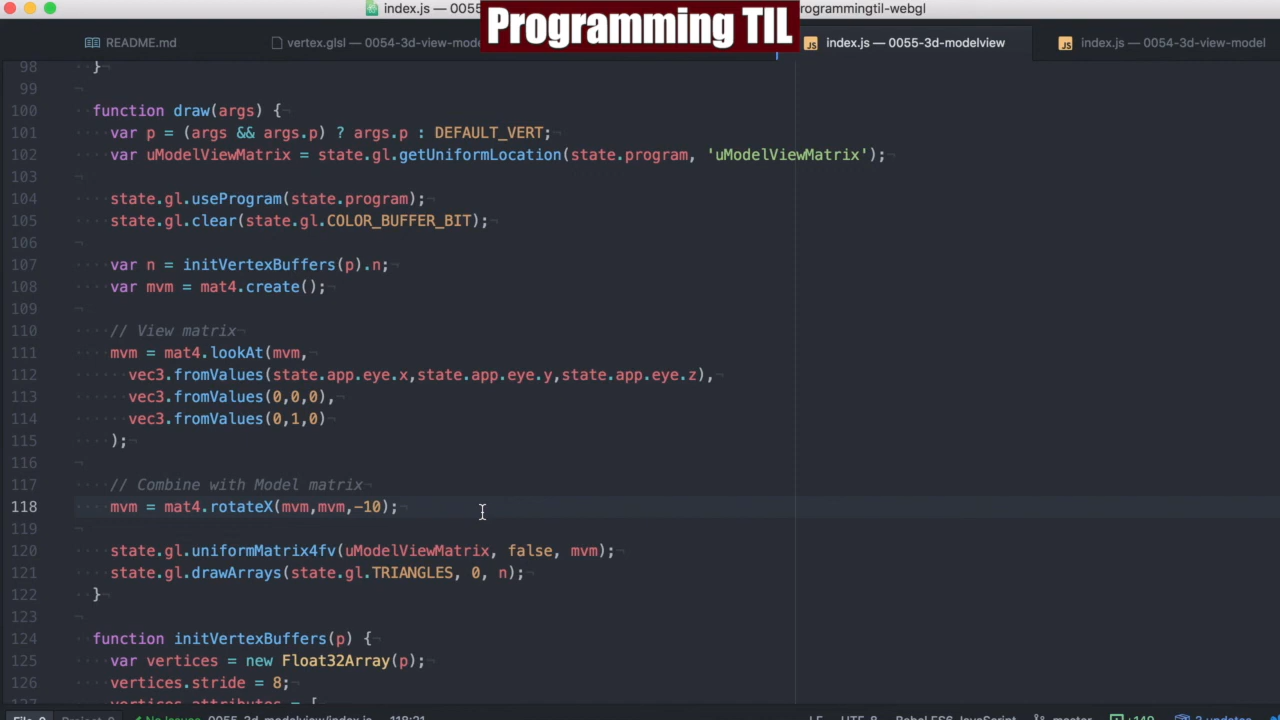 index.js — 0055
Programming TIL
rogrammingtil-webgl
README.md
vertex.glsl — 0054-3d-view-mode
index.js — 0055-3d-modelview
index.js — 0054-3d-view-model
98 }
99
100 function draw(args) {
101 var p = (args && args.p) ? args.p : DEFAULT_VERT;
102 var uModelViewMatrix = state.gl.getUniformLocation(state.program, 'uModelViewMatrix');
103
104 state.gl.useProgram(state.program);
105 state.gl.clear(state.gl.COLOR_BUFFER_BIT);
106
107 var n = initVertexBuffers(p).n;
108 var mvm = mat4.create();
109
110 // View matrix
111 mvm = mat4.lookAt(mvm,
112 vec3.fromValues(state.app.eye.x,state.app.eye.y,state.app.eye.z),
113 vec3.fromValues(0,0,0),
114 vec3.fromValues(0,1,0)
115 );
116
117 // Combine with Model matrix
118 mvm = mat4.rotateX(mvm,mvm,-10);
119
120 state.gl.uniformMatrix4fv(uModelViewMatrix, false, mvm);
121 state.gl.drawArrays(state.gl.TRIANGLES, 0, n);
122 }
123
124 function initVertexBuffers(p) {
125 var vertices = new Float32Array(p);
126 vertices.stride = 8;
127 vertices.attributes = [